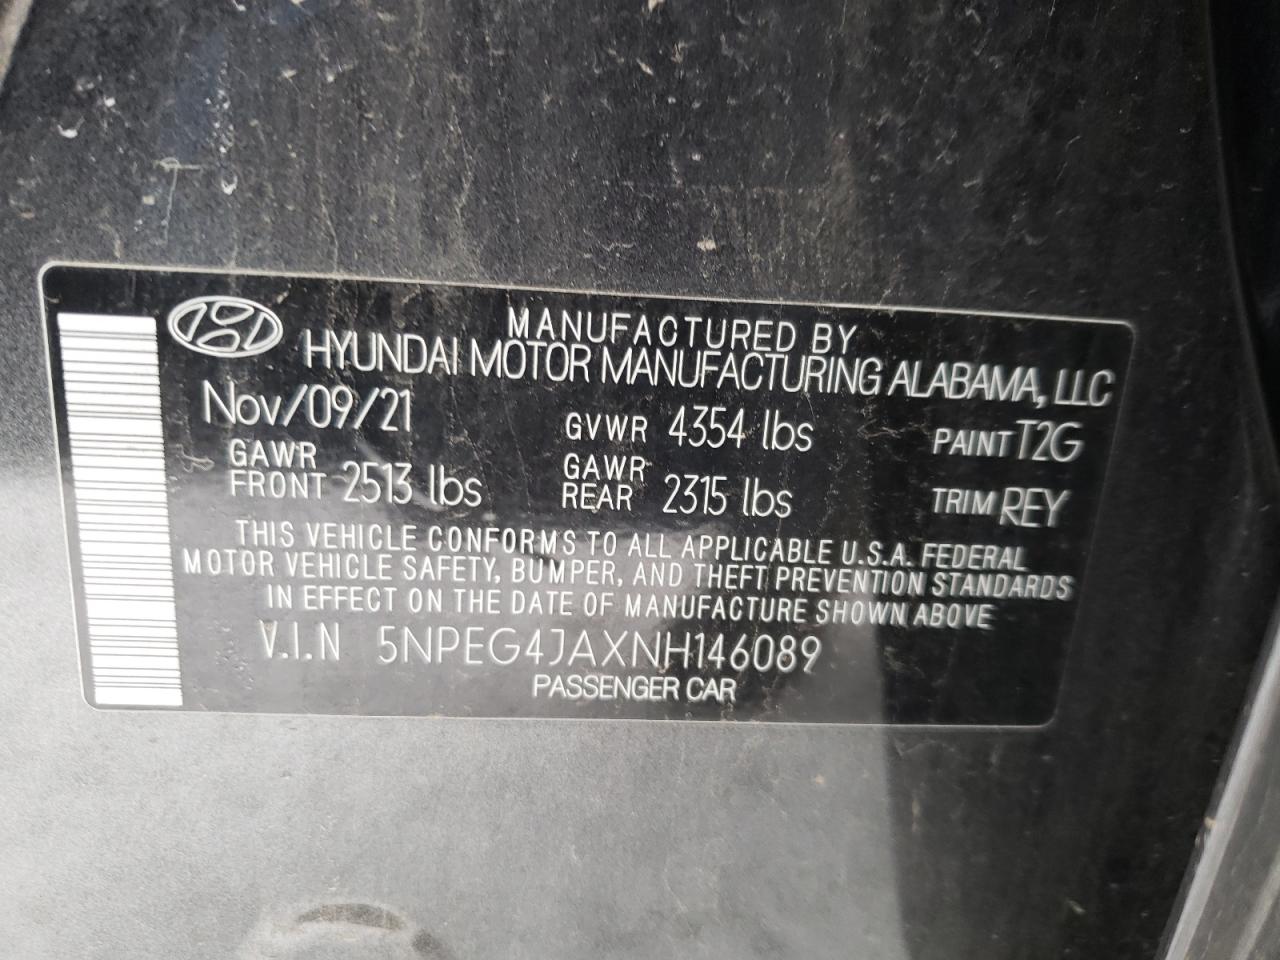 MANUFACTURED BY
HYUNDAI MOTOR MANUFACTURING ALABAMA, LLC
Nov/09/21 GVWR 4354 lbs PAINT T2G
GAWR FRONT 2513 lbs GAWR REAR 2315 lbs TRIM REY
THIS VEHICLE CONFORMS TO ALL APPLICABLE U.S.A. FEDERAL
MOTOR VEHICLE SAFETY, BUMPER, AND THEFT PREVENTION STANDARDS
IN EFFECT ON THE DATE OF MANUFACTURE SHOWN ABOVE
V.I.N 5NPEG4JAXNH146089
PASSENGER CAR